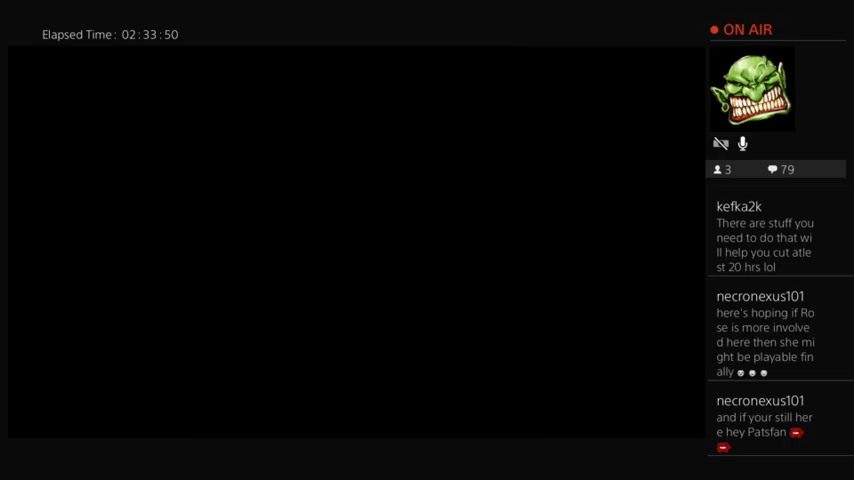 Elapsed Time: 02:33:50
ON AIR
3 79
kefka2k
There are stuff you
need to do that wi
ll help you cut atle
st 20 hrs lol
necronexus101
here's hoping if Ro
se is more involve
d here then she mi
ght be playable fin
ally
necronexus101
and if your still her
e hey Patsfan